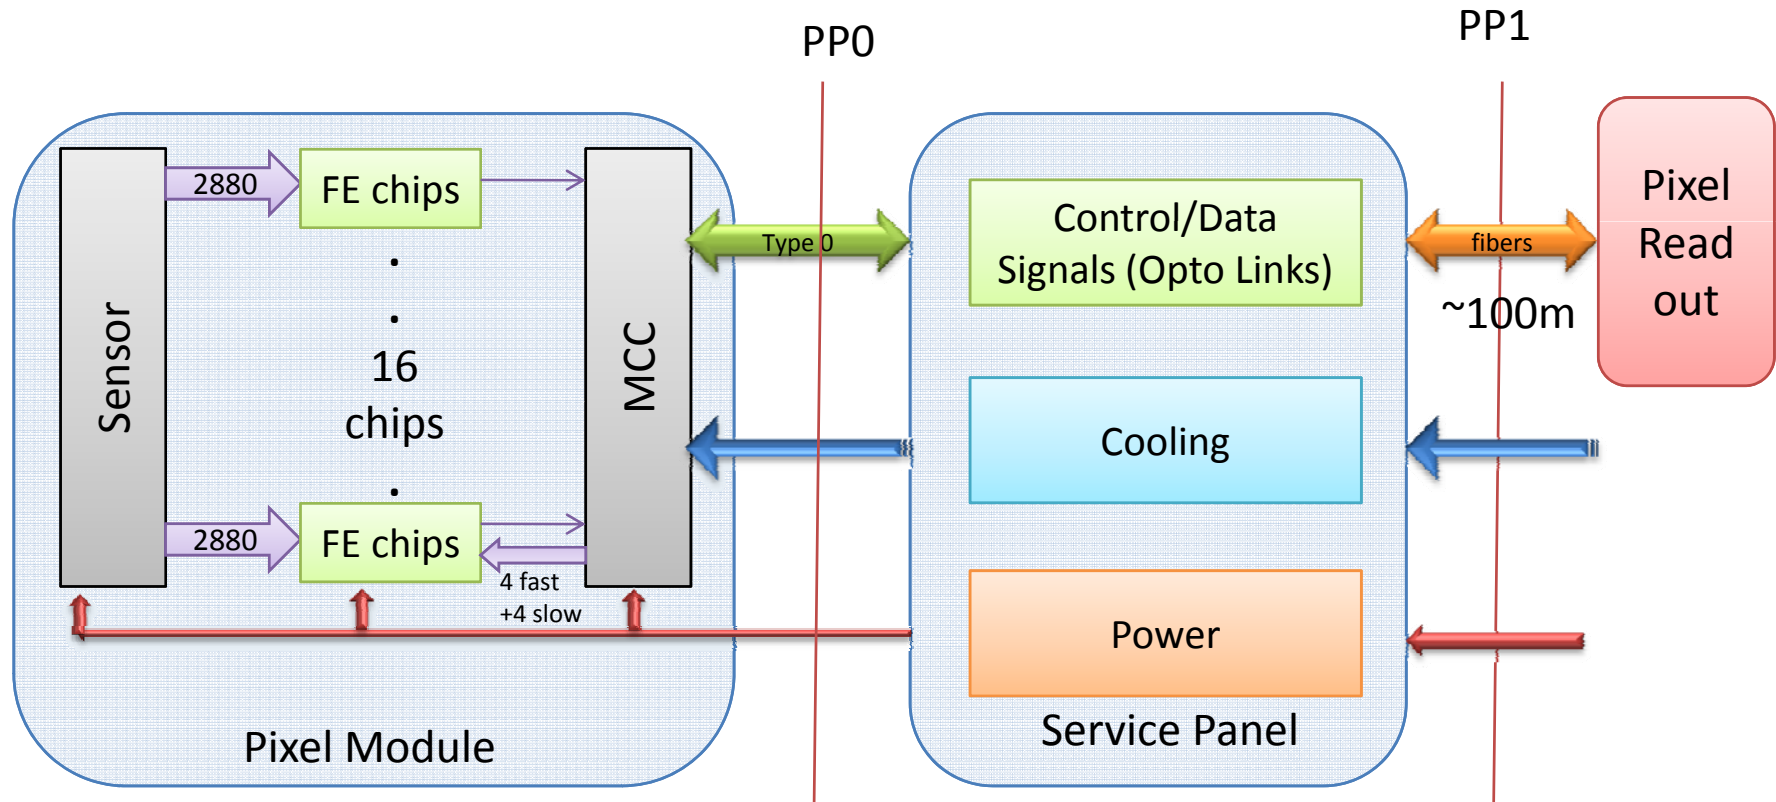 PP0
PP1
Sensor
2880
FE chips
.
.
16
chips
.
2880
FE chips
4 fast
+4 slow
MCC
Pixel Module
Type 0
Control/Data
Signals (Opto Links)
Cooling
Power
Service Panel
fibers
~100m
Pixel
Read
out